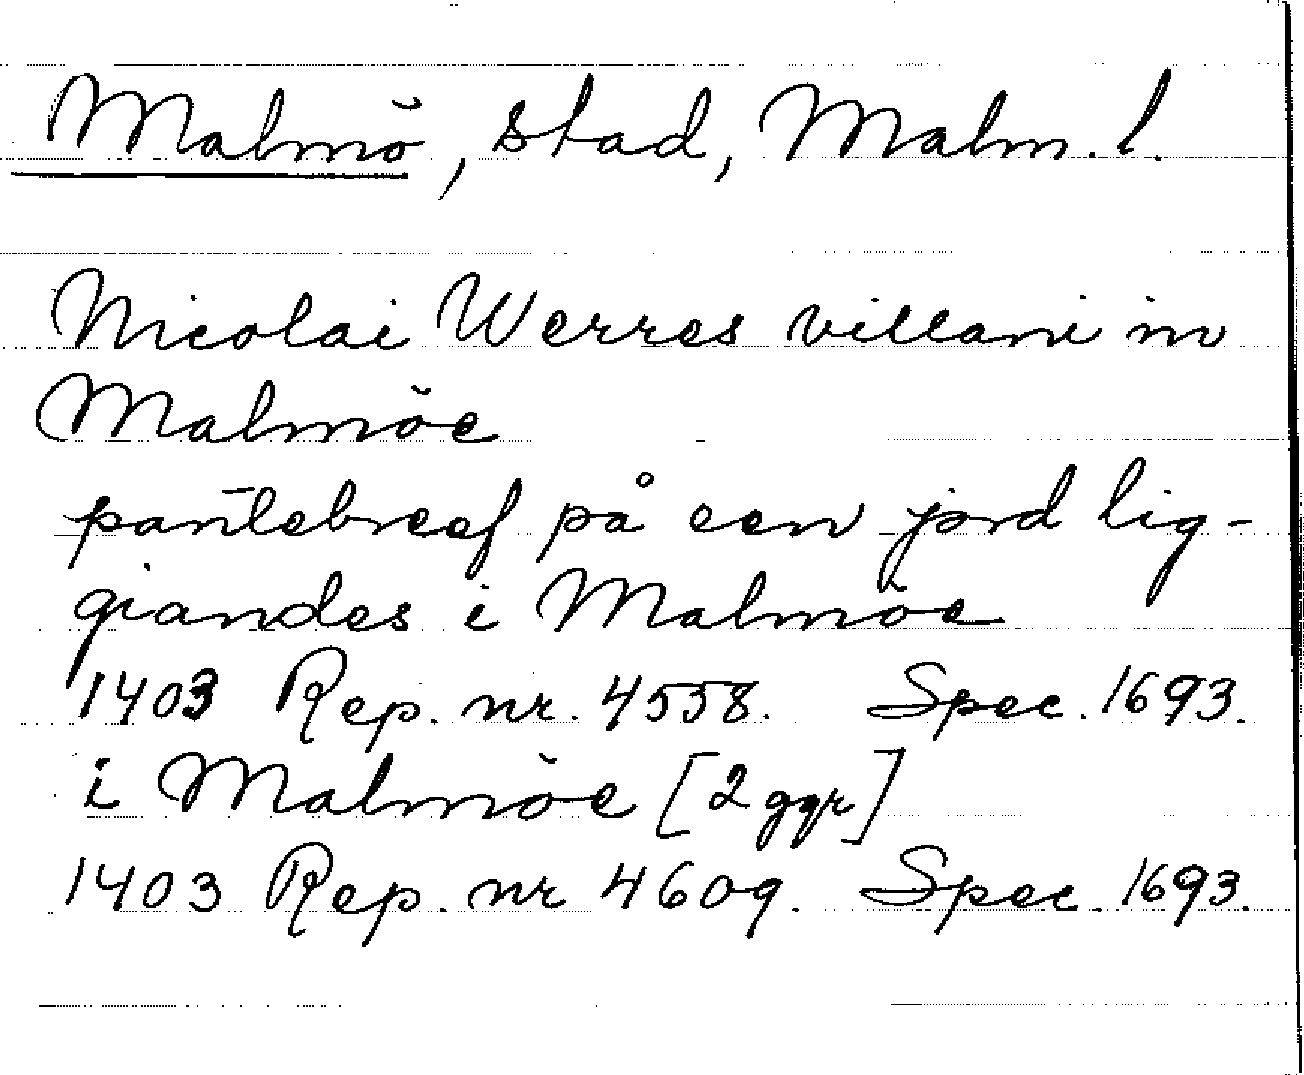 Malmö, stad, Malm. l.
Nicolai Werres villani in
Malmöe
pantebreef på een jord lig-
giandes i Malmöe
1403 Rep. nr. 4558. Spec. 1693.
i Malmöe [2 ggr]
1403 Rep. nr 4609. Spec. 1693.